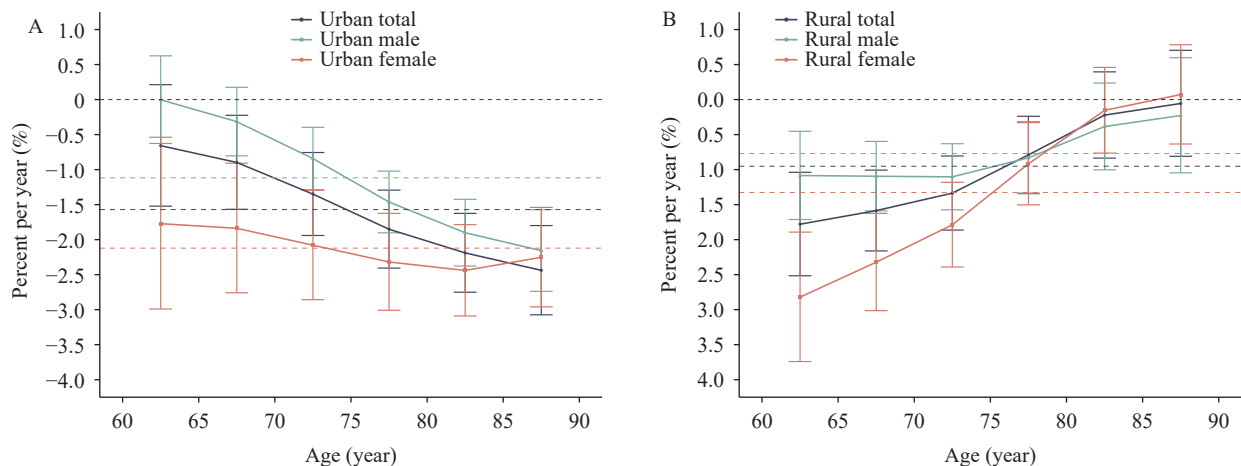 A
Urban total
Urban male
Urban female
1.0
0.5
0
−0.5
−1.0
−1.5
−2.0
−2.5
−3.0
−3.5
−4.0
Percent per year (%)
60 65 70 75 80 85 90
Age (year)
B
Rural total
Rural male
Rural female
1.0
0.5
0.0
0.5
1.0
1.5
2.0
2.5
3.0
3.5
4.0
Percent per year (%)
60 65 70 75 80 85 90
Age (year)